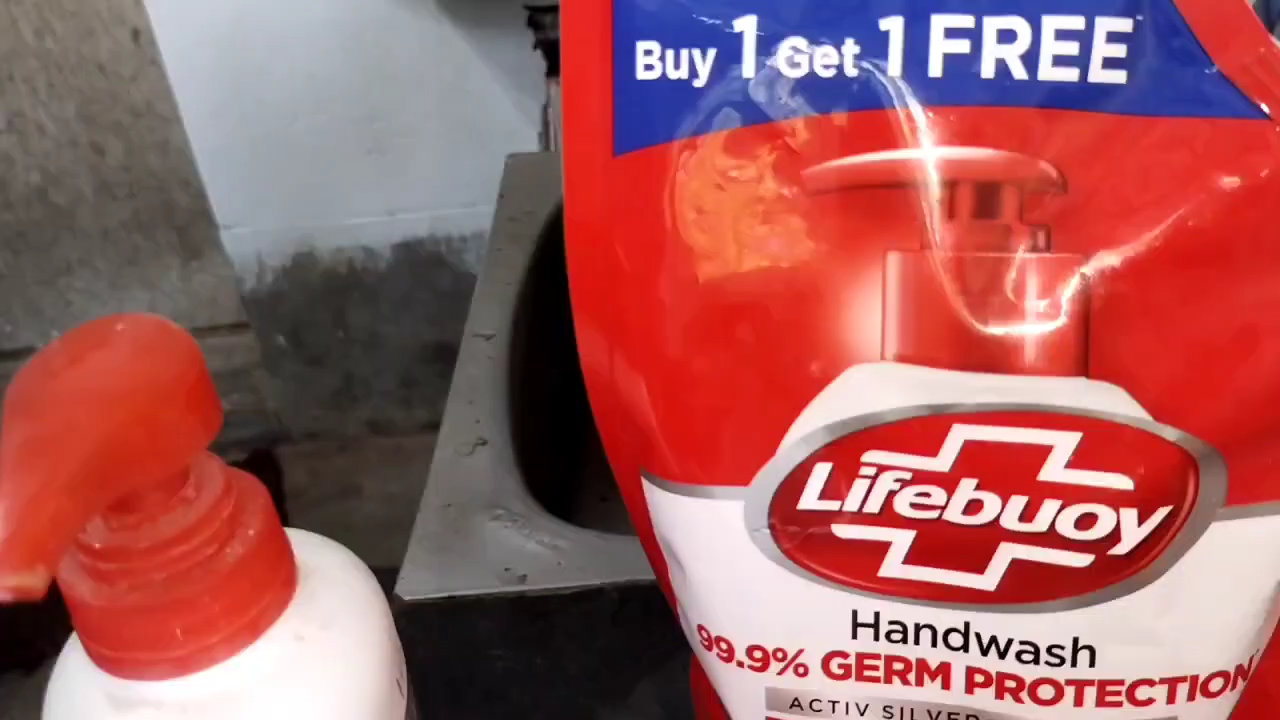 Buy 1 Get 1 FREE
Lifebuoy
Handwash
99.9% GERM PROTECTION
ACTIV SILVER